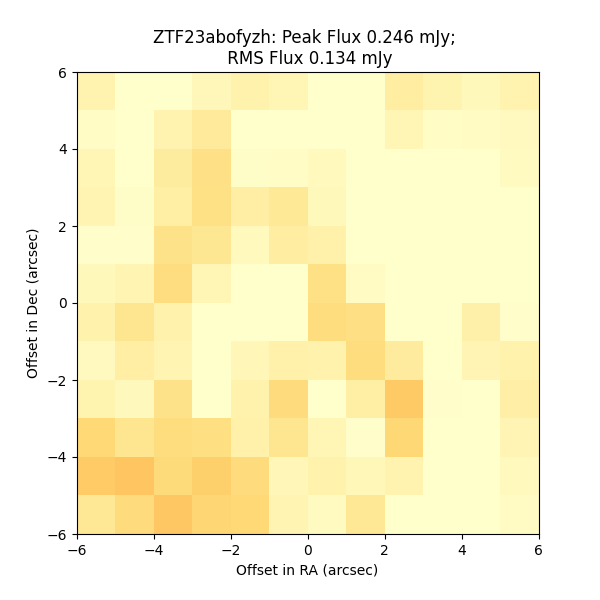 ZTF23abofyzh: Peak Flux 0.246 mJy;
RMS Flux 0.134 mJy
6
4
2
0
−2
−4
−6
Offset in Dec (arcsec)
−6 −4 −2 0 2 4 6
Offset in RA (arcsec)